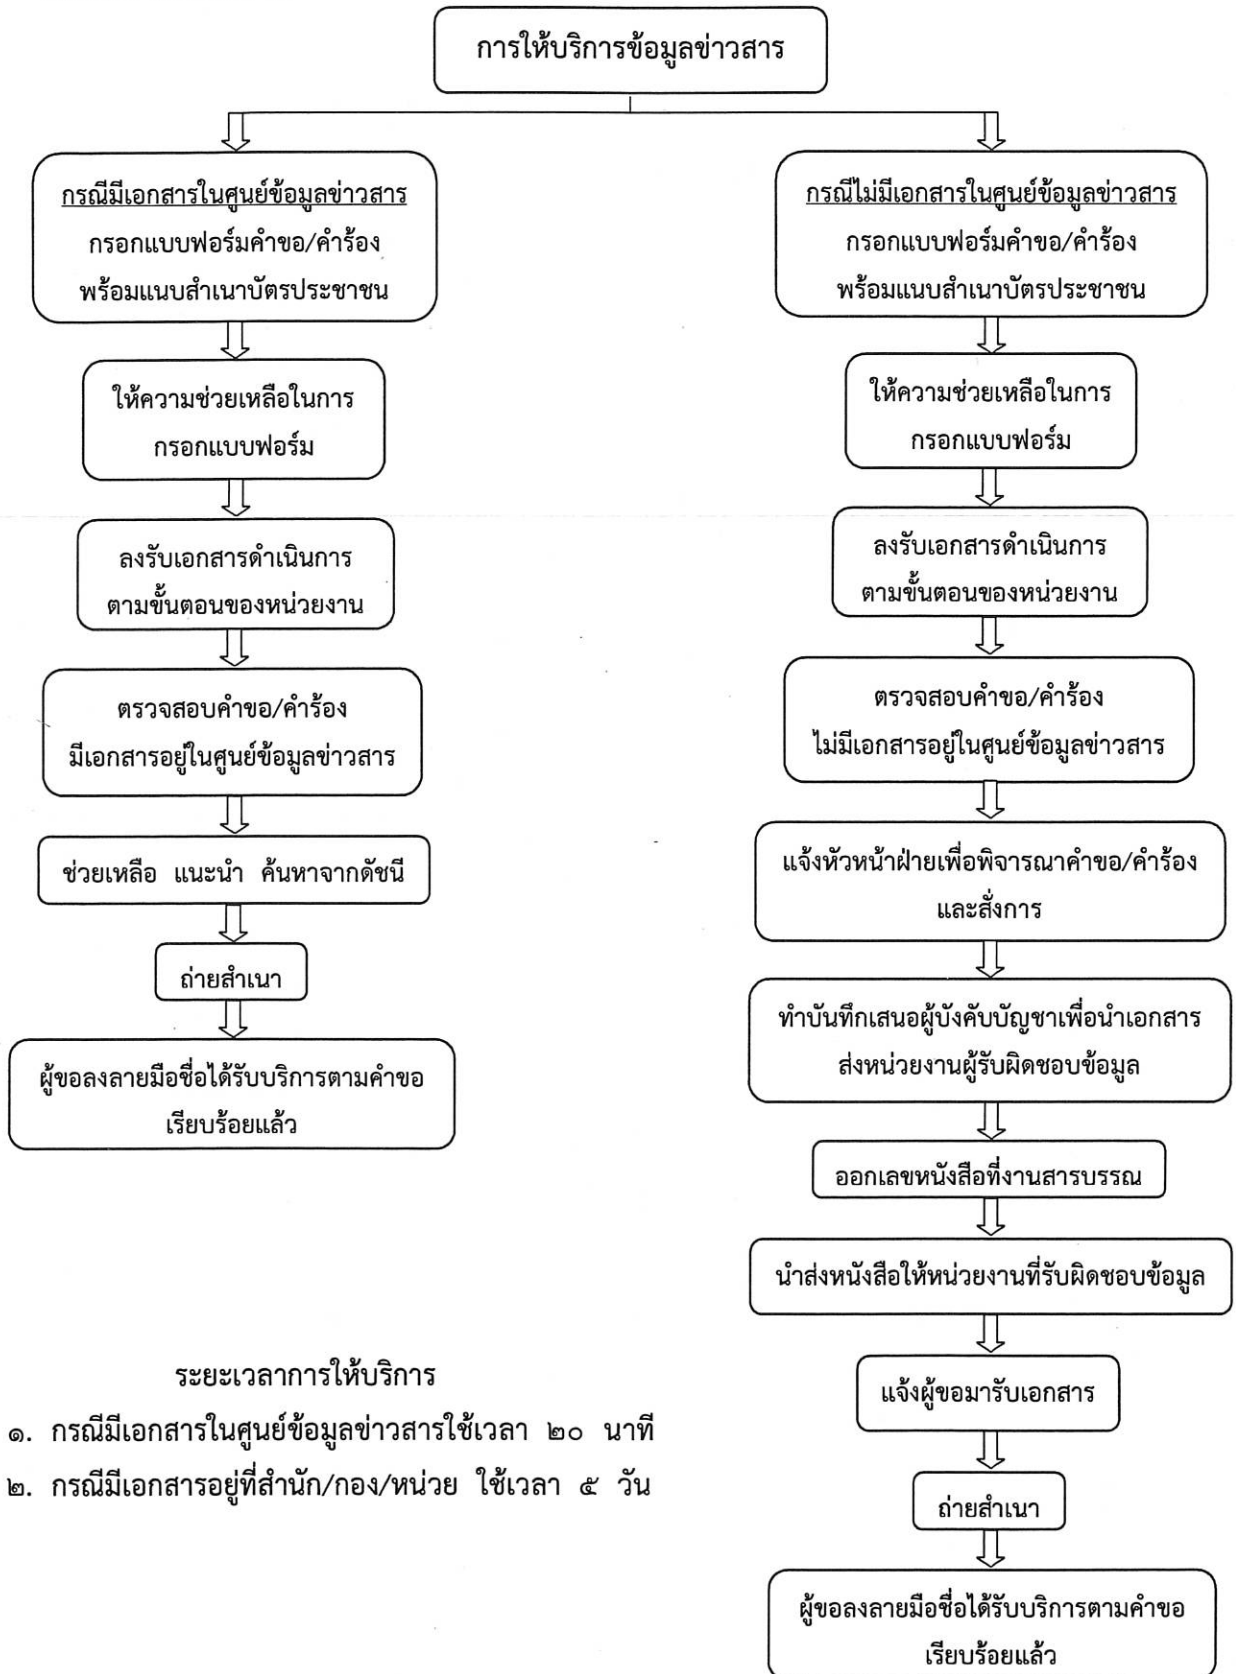 การให้บริการข้อมูลข่าวสาร
กรณีมีเอกสารในศูนย์ข้อมูลข่าวสาร
กรอกแบบฟอร์มคำขอ/คำร้อง
พร้อมแนบสำเนาบัตรประชาชน
ให้ความช่วยเหลือในการ
กรอกแบบฟอร์ม
ลงรับเอกสารดำเนินการ
ตามขั้นตอนของหน่วยงาน
ตรวจสอบคำขอ/คำร้อง
มีเอกสารอยู่ในศูนย์ข้อมูลข่าวสาร
ช่วยเหลือ แนะนำ ค้นหาจากดัชนี
ถ่ายสำเนา
ผู้ขอลงลายมือชื่อได้รับบริการตามคำขอ
เรียบร้อยแล้ว
กรณีไม่มีเอกสารในศูนย์ข้อมูลข่าวสาร
กรอกแบบฟอร์มคำขอ/คำร้อง
พร้อมแนบสำเนาบัตรประชาชน
ให้ความช่วยเหลือในการ
กรอกแบบฟอร์ม
ลงรับเอกสารดำเนินการ
ตามขั้นตอนของหน่วยงาน
ตรวจสอบคำขอ/คำร้อง
ไม่มีเอกสารอยู่ในศูนย์ข้อมูลข่าวสาร
แจ้งหัวหน้าฝ่ายเพื่อพิจารณาคำขอ/คำร้อง
และสั่งการ
ทำบันทึกเสนอผู้บังคับบัญชาเพื่อนำเอกสาร
ส่งหน่วยงานผู้รับผิดชอบข้อมูล
ออกเลขหนังสือที่งานสารบรรณ
นำส่งหนังสือให้หน่วยงานที่รับผิดชอบข้อมูล
แจ้งผู้ขอมารับเอกสาร
ถ่ายสำเนา
ผู้ขอลงลายมือชื่อได้รับบริการตามคำขอ
เรียบร้อยแล้ว
ระยะเวลาการให้บริการ
๑. กรณีมีเอกสารในศูนย์ข้อมูลข่าวสารใช้เวลา ๒๐ นาที
๒. กรณีมีเอกสารอยู่ที่สำนัก/กอง/หน่วย ใช้เวลา ๕ วัน